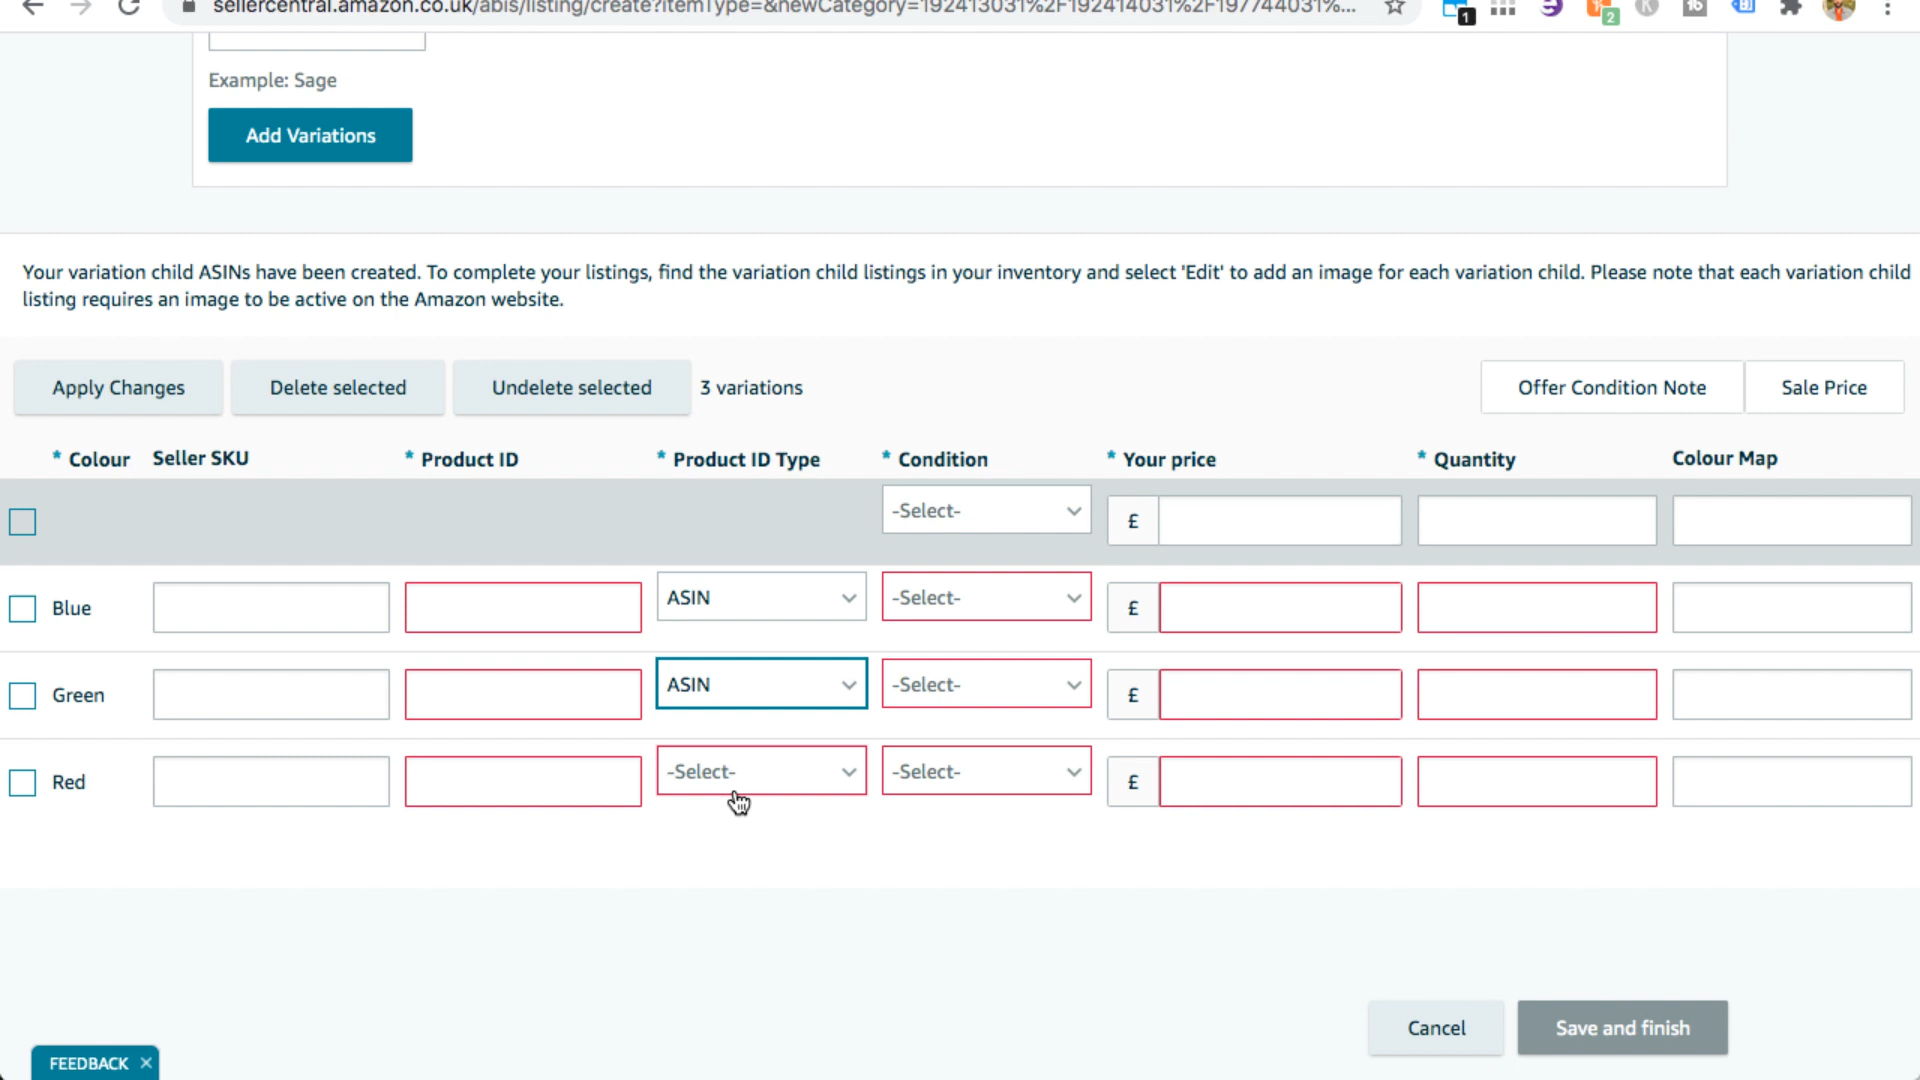 sellercentral.amazon.co.uk/abis/listing/create?itemType=&newCategory=192413031%2F192414031%2F197744031%...
1
2
16
Example: Sage
Add Variations
Your variation child ASINs have been created. To complete your listings, find the variation child listings in your inventory and select 'Edit' to add an image for each variation child. Please note that each variation child
listing requires an image to be active on the Amazon website.
Apply Changes Delete selected Undelete selected 3 variations Offer Condition Note Sale Price
* Colour Seller SKU * Product ID * Product ID Type * Condition * Your price * Quantity Colour Map
-Select- £
Blue ASIN -Select- £
Green ASIN -Select- £
Red -Select- -Select- £
Cancel Save and finish
FEEDBACK ×